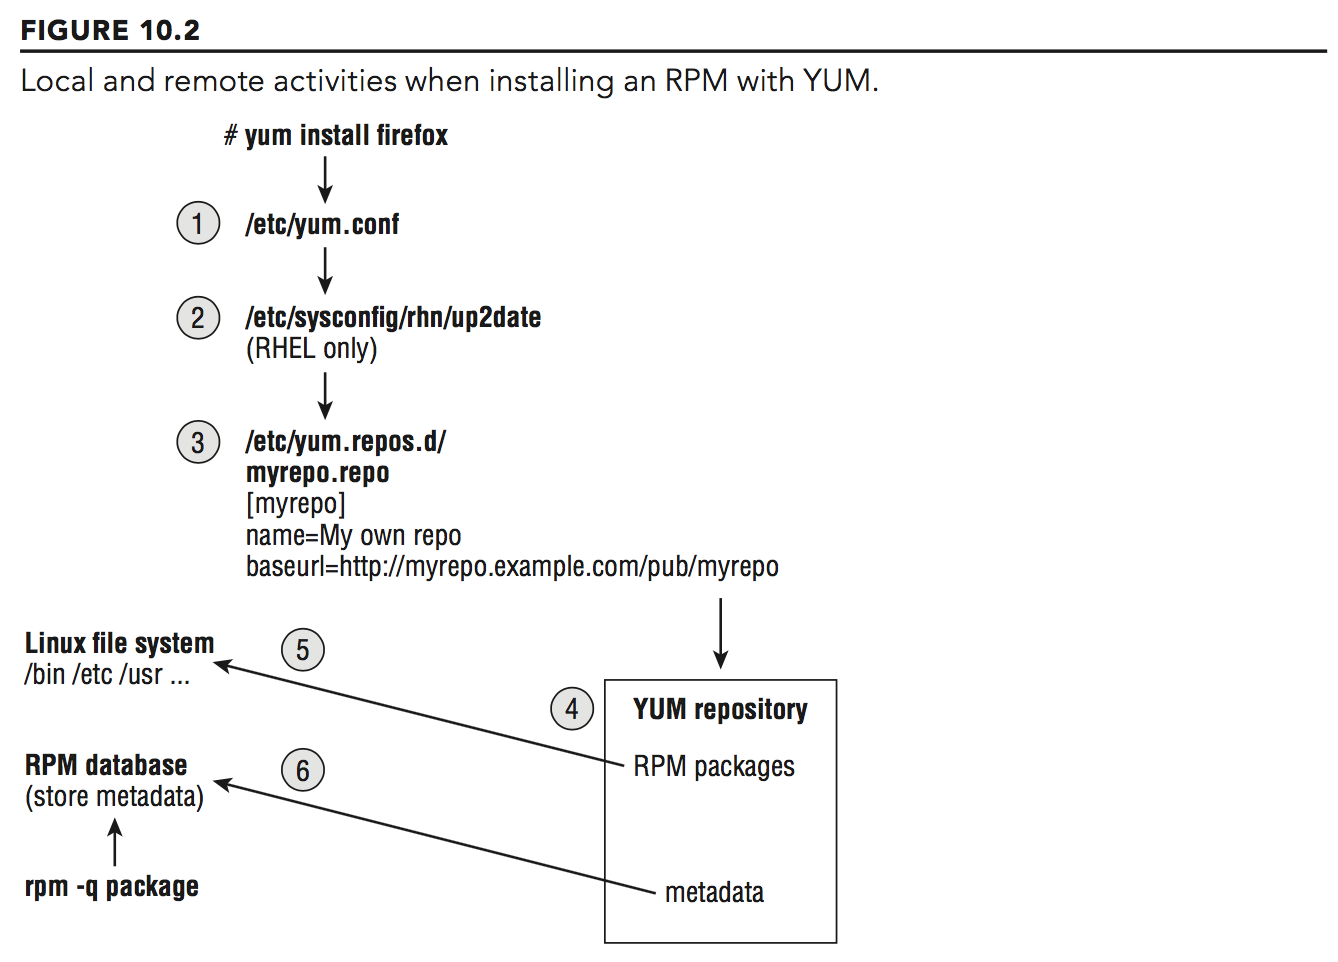 FIGURE 10.2
Local and remote activities when installing an RPM with YUM.
# yum install firefox
1
/etc/yum.conf
2
/etc/sysconfig/rhn/up2date
(RHEL only)
3
/etc/yum.repos.d/
myrepo.repo
[myrepo]
name=My own repo
baseurl=http://myrepo.example.com/pub/myrepo
Linux file system
/bin /etc /usr ...
5
4
YUM repository
RPM packages
RPM database
(store metadata)
6
rpm -q package
metadata